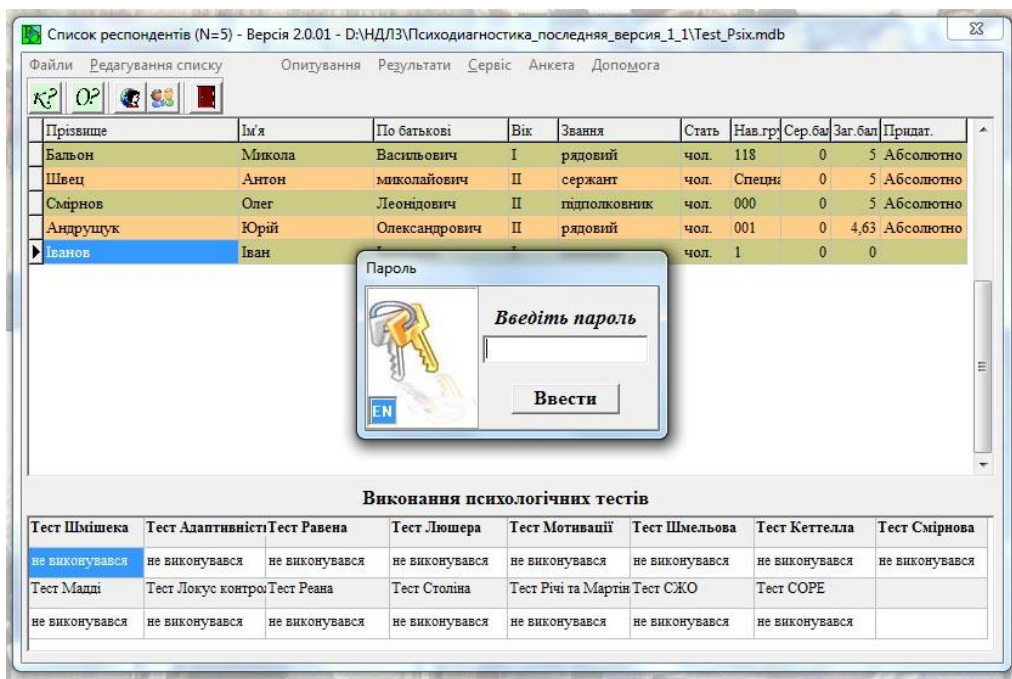 Список респондентів (N=5) - Версія 2.0.01 - D:\НДЛЗ\Психодиагностика_последняя_версия_1_1\Test_Psix.mdb
Файли Редагування списку Опитування Результати Сервіс Анкета Допомога
К? О?
Прізвище Ім'я По батькові Вік Звання Стать Нав.гру Сер.бал Заг.бал Придат.
Бальон Микола Васильович I рядовий чол. 118 0 5 Абсолютно
Швец Антон миколайович II сержант чол. Спецна 0 5 Абсолютно
Смірнов Олег Леонідович II підполковник чол. 000 0 5 Абсолютно
Андрущук Юрій Олександрович II рядовий чол. 001 0 4,63 Абсолютно
Іванов Іван чол. 1 0 0
Пароль
Введіть пароль
EN
Ввести
Виконання психологічних тестів
Тест Шмішека Тест Адаптивності Тест Равена Тест Люшера Тест Мотивації Тест Шмельова Тест Кеттелла Тест Смірнова
не виконувався не виконувався не виконувався не виконувався не виконувався не виконувався не виконувався не виконувався
Тест Мадді Тест Локус контрол Тест Реана Тест Століна Тест Річі та Мартін Тест СЖО Тест COPE
не виконувався не виконувався не виконувався не виконувався не виконувався не виконувався не виконувався